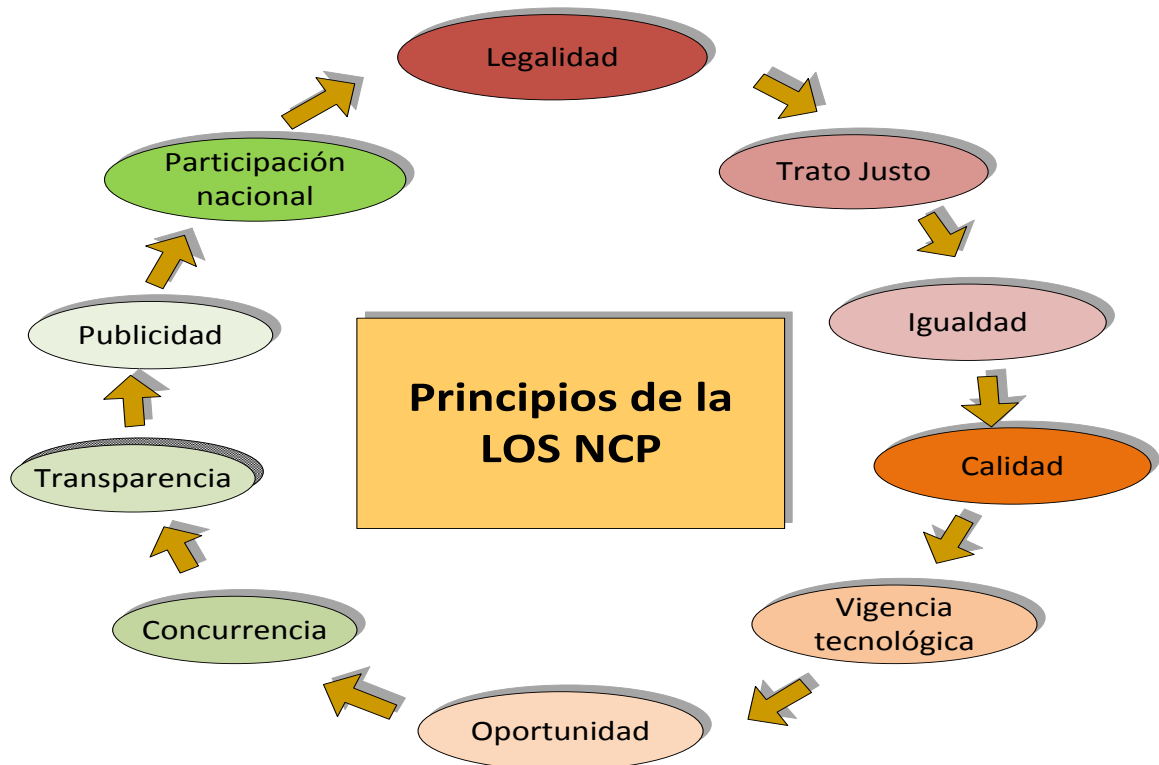 Legalidad
Trato Justo
Igualdad
Calidad
Vigencia
tecnológica
Oportunidad
Concurrencia
Transparencia
Publicidad
Participación
nacional
Principios de la
LOS NCP